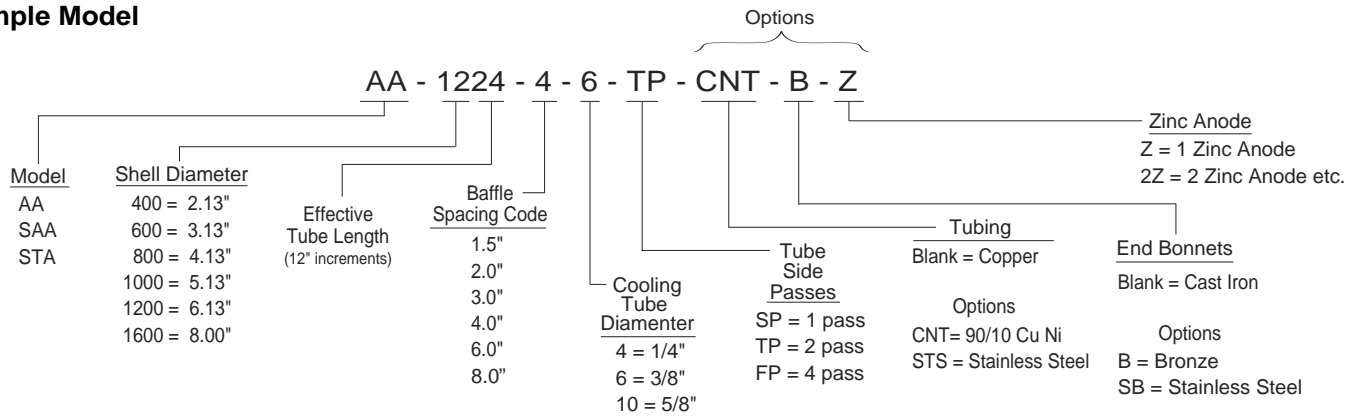 mple Model
Options
AA - 1224 - 4 - 6 - TP - CNT - B - Z
Model
AA
SAA
STA
Shell Diameter
400 = 2.13"
600 = 3.13"
800 = 4.13"
1000 = 5.13"
1200 = 6.13"
1600 = 8.00"
Effective
Tube Length
(12" increments)
Baffle
Spacing Code
1.5"
2.0"
3.0"
4.0"
6.0"
8.0”
Cooling
Tube
Diamenter
4 = 1/4"
6 = 3/8"
10 = 5/8"
Tube
Side
Passes
SP = 1 pass
TP = 2 pass
FP = 4 pass
Tubing
Blank = Copper
Options
CNT= 90/10 Cu Ni
STS = Stainless Steel
End Bonnets
Blank = Cast Iron
Options
B = Bronze
SB = Stainless Steel
Zinc Anode
Z = 1 Zinc Anode
2Z = 2 Zinc Anode etc.